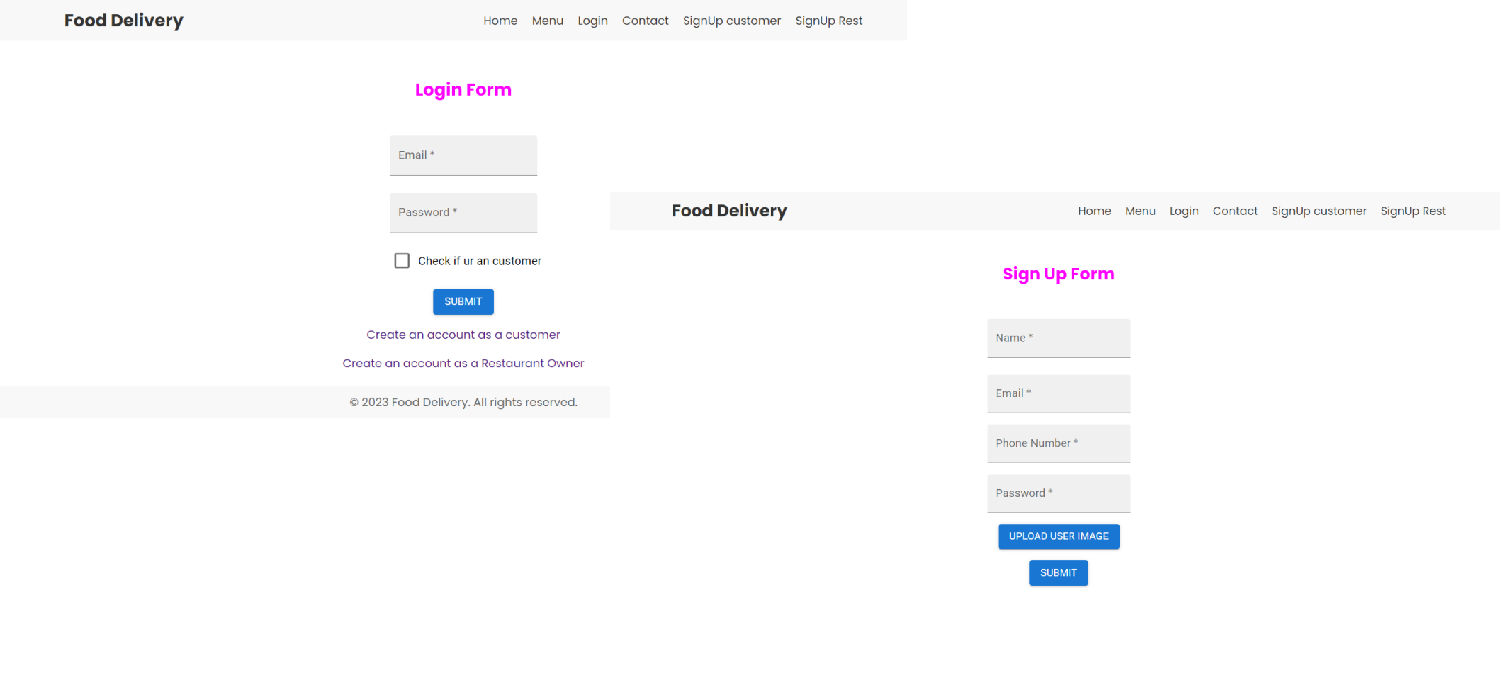 Food Delivery
Home Menu Login Contact SignUp customer SignUp Rest
Login Form
Email *
Password *
Check if ur an customer
SUBMIT
Create an account as a customer
Create an account as a Restaurant Owner
© 2023 Food Delivery. All rights reserved.
Food Delivery
Home Menu Login Contact SignUp customer SignUp Rest
Sign Up Form
Name *
Email *
Phone Number *
Password *
UPLOAD USER IMAGE
SUBMIT